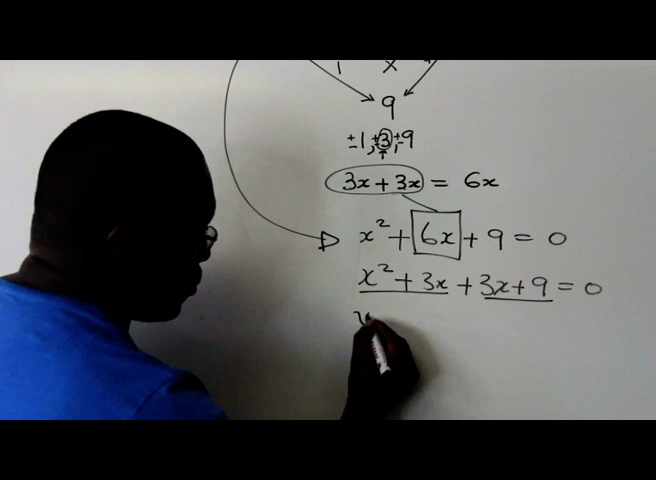 1 x
9
±1,±3,±9
3x+3x = 6x
x² + 6x + 9 = 0
x² + 3x + 3x + 9 = 0
x